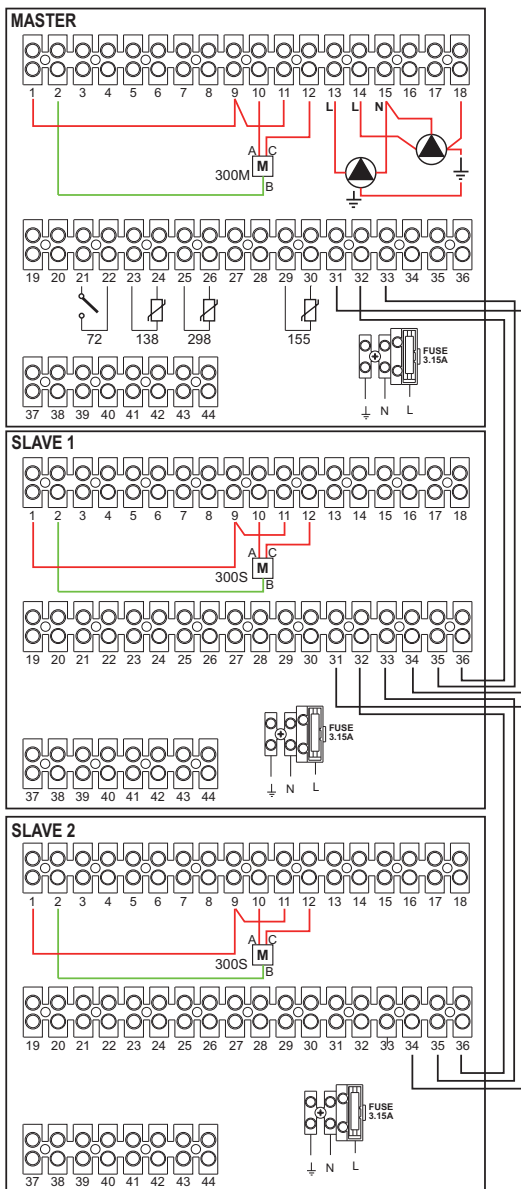 MASTER
1 2 3 4 5 6 7 8 9 10 11 12 13 14 15 16 17 18
L L N
A C
300M M
B
19 20 21 22 23 24 25 26 27 28 29 30 31 32 33 34 35 36
72 138 298 155
FUSE
3.15A
N L
37 38 39 40 41 42 43 44
SLAVE 1
1 2 3 4 5 6 7 8 9 10 11 12 13 14 15 16 17 18
A C
300S M
B
19 20 21 22 23 24 25 26 27 28 29 30 31 32 33 34 35 36
FUSE
3.15A
N L
37 38 39 40 41 42 43 44
SLAVE 2
1 2 3 4 5 6 7 8 9 10 11 12 13 14 15 16 17 18
A C
300S M
B
19 20 21 22 23 24 25 26 27 28 29 30 31 32 33 34 35 36
FUSE
3.15A
N L
37 38 39 40 41 42 43 44